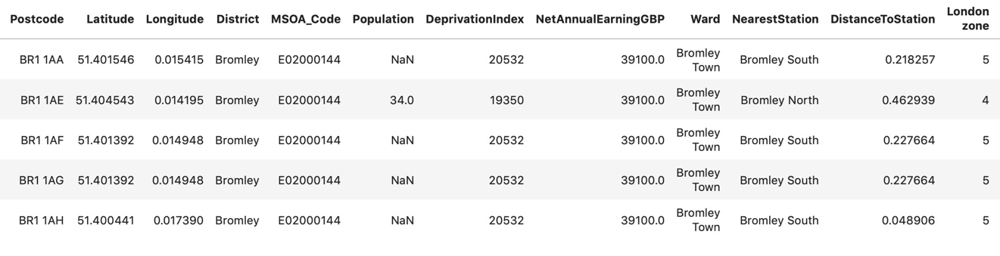 Postcode Latitude Longitude District MSOA_Code Population DeprivationIndex NetAnnualEarningGBP Ward NearestStation DistanceToStation London zone
BR1 1AA 51.401546 0.015415 Bromley E02000144 NaN 20532 39100.0 Bromley Town Bromley South 0.218257 5
BR1 1AE 51.404543 0.014195 Bromley E02000144 34.0 19350 39100.0 Bromley Town Bromley North 0.462939 4
BR1 1AF 51.401392 0.014948 Bromley E02000144 NaN 20532 39100.0 Bromley Town Bromley South 0.227664 5
BR1 1AG 51.401392 0.014948 Bromley E02000144 NaN 20532 39100.0 Bromley Town Bromley South 0.227664 5
BR1 1AH 51.400441 0.017390 Bromley E02000144 NaN 20532 39100.0 Bromley Town Bromley South 0.048906 5